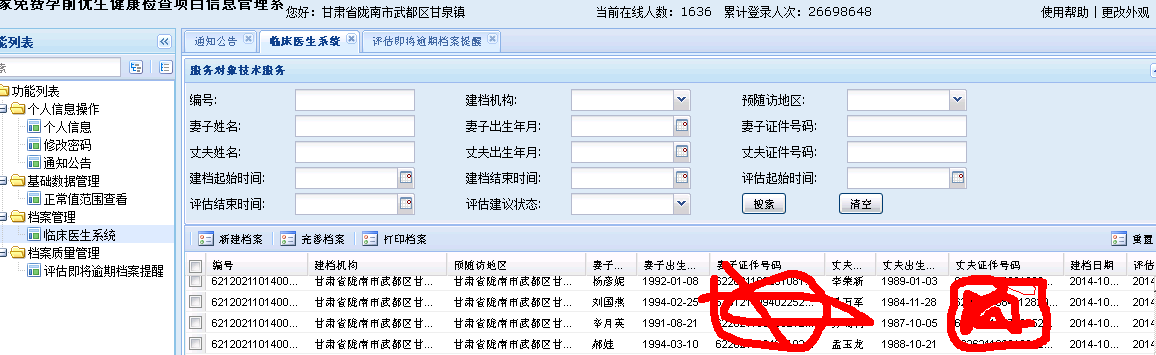 家免费孕前优生健康检查项目信息管理系
您好：甘肃省陇南市武都区甘泉镇
当前在线人数：1636 累计登录人次：26698648
使用帮助 | 更改外观
能列表
通知公告 临床医生系统 评估即将逾期档案提醒
索
服务对象技术服务
功能列表
个人信息操作
个人信息
修改密码
通知公告
基础数据管理
正常值范围查看
档案管理
临床医生系统
档案质量管理
评估即将逾期档案提醒
编号: 建档机构: 预随访地区:
妻子姓名: 妻子出生年月: 妻子证件号码:
丈夫姓名: 丈夫出生年月: 丈夫证件号码:
建档起始时间: 建档结束时间: 评估起始时间:
评估结束时间: 评估建议状态: 搜索 清空
新建档案 完善档案 打印档案 重置
编号 建档机构 预随访地区 妻子... 妻子出生... 妻子证件号码 丈夫... 丈夫出生... 丈夫证件号码 建档日期 评估
6212021101400... 甘肃省陇南市武都区甘... 甘肃省陇南市武都区甘... 杨彦妮 1992-01-08 李荣新 1989-01-03 2014-10... 2014
6212021101400... 甘肃省陇南市武都区甘... 甘肃省陇南市武都区甘... 刘国燕 1994-02-25 1984-11-28 2014-10... 2014
6212021101400... 甘肃省陇南市武都区甘... 甘肃省陇南市武都区甘... 辛月英 1991-08-21 1987-10-05 2014-10... 2014
6212021101400... 甘肃省陇南市武都区甘... 甘肃省陇南市武都区甘... 郝娃 1994-03-10 孟玉龙 1988-10-21 2014-10... 2014